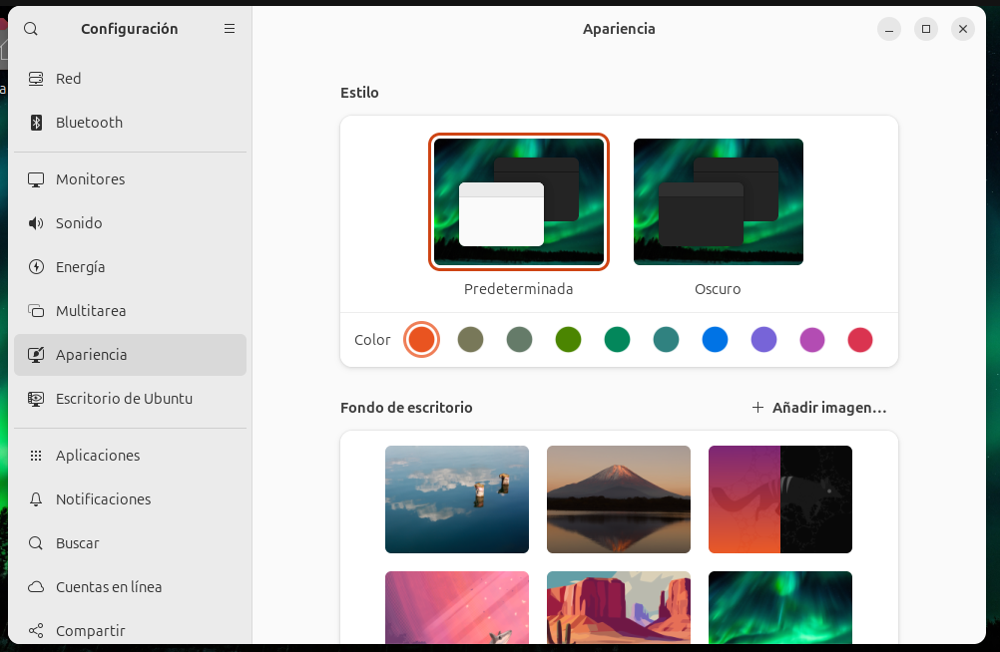 Configuración
Apariencia
Red
Bluetooth
Monitores
Sonido
Energía
Multitarea
Apariencia
Escritorio de Ubuntu
Aplicaciones
Notificaciones
Buscar
Cuentas en línea
Compartir
Estilo
Predeterminada
Oscuro
Color
Fondo de escritorio
Añadir imagen...